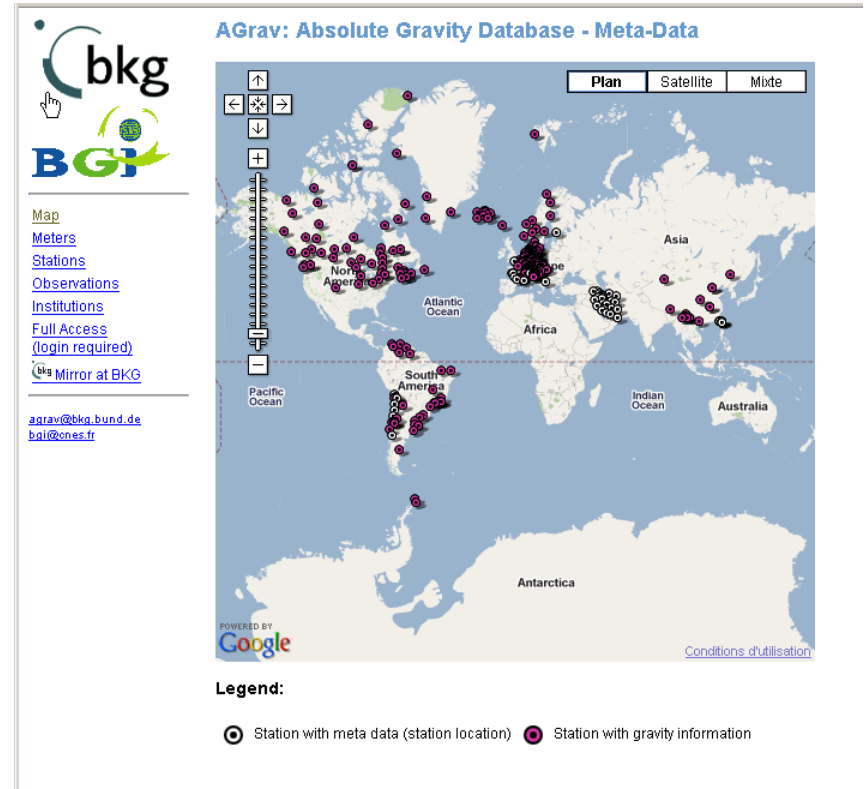 AGrav: Absolute Gravity Database - Meta-Data
bkg
BGI
Map
Meters
Stations
Observations
Institutions
Full Access
(login required)
bkg Mirror at BKG
agrav@bkg.bund.de
bgi@cnes.fr
Plan
Satellite
Mixte
Asia
Atlantic
Ocean
Africa
South
America
Pacific
Ocean
Indian
Ocean
Australia
Antarctica
POWERED BY
Google
Conditions d'utilisation
Legend:
Station with meta data (station location)
Station with gravity information